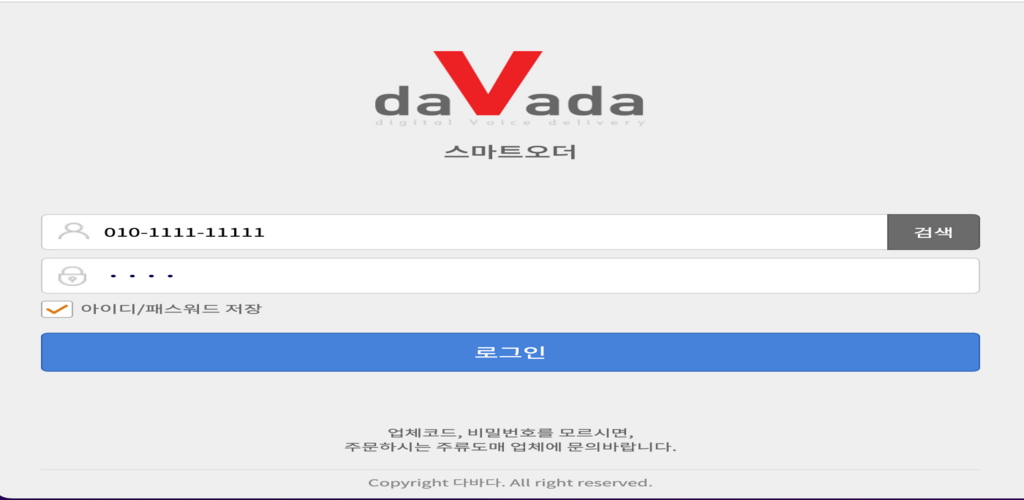 daVada
digital Voice delivery
스마트오더
010-1111-11111
검색
아이디/패스워드 저장
로그인
업체코드, 비밀번호를 모르시면,
주문하시는 주류도매 업체에 문의바랍니다.
Copyright 다바다. All right reserved.